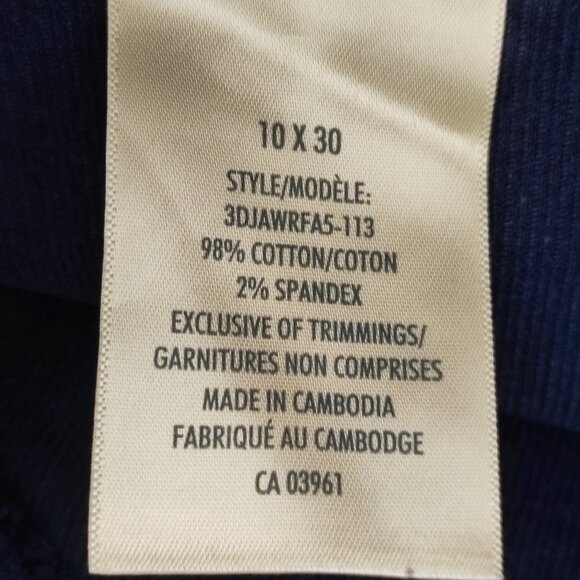 10 X 30
STYLE/MODÈLE:
3DJAWRFA5-113
98% COTTON/COTON
2% SPANDEX
EXCLUSIVE OF TRIMMINGS/
GARNITURES NON COMPRISES
MADE IN CAMBODIA
FABRIQUÉ AU CAMBODGE
CA 03961